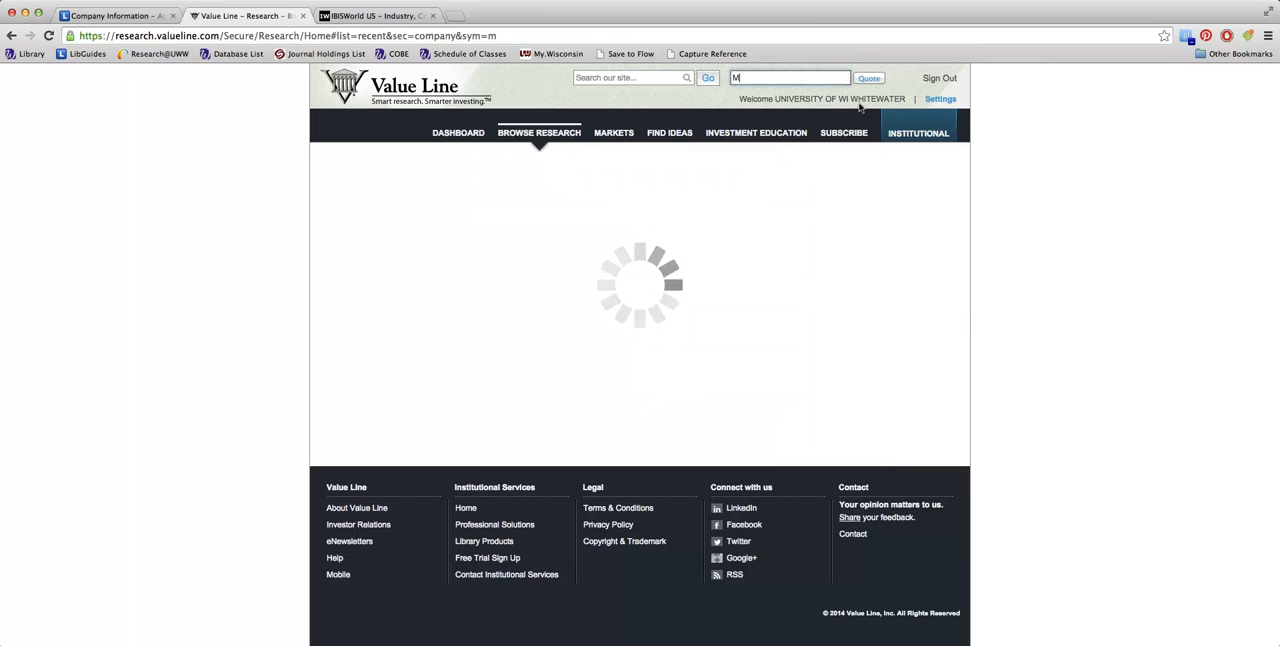 Company Information – Ac
Value Line – Research – Br
IBISWorld US – Industry, C
https://research.valueline.com/Secure/Research/Home#list=recent&sec=company&sym=m
Library
LibGuides
Research@UWW
Database List
Journal Holdings List
COBE
Schedule of Classes
My.Wisconsin
Save to Flow
Capture Reference
Other Bookmarks
Value Line
Smart research. Smarter investing.™
Search our site...
Go
M
Quote
Sign Out
Welcome UNIVERSITY OF WI WHITEWATER | Settings
DASHBOARD
BROWSE RESEARCH
MARKETS
FIND IDEAS
INVESTMENT EDUCATION
SUBSCRIBE
INSTITUTIONAL
Value Line
About Value Line
Investor Relations
eNewsletters
Help
Mobile
Institutional Services
Home
Professional Solutions
Library Products
Free Trial Sign Up
Contact Institutional Services
Legal
Terms & Conditions
Privacy Policy
Copyright & Trademark
Connect with us
LinkedIn
Facebook
Twitter
Google+
RSS
Contact
Your opinion matters to us.
Share your feedback.
Contact
© 2014 Value Line, Inc. All Rights Reserved